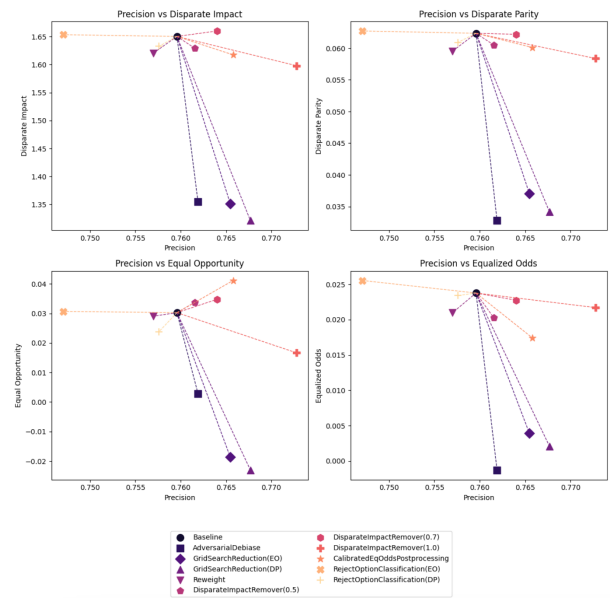 Precision vs Disparate Impact
Precision vs Disparate Parity
1.65
1.60
1.55
1.50
1.45
1.40
1.35
Disparate Impact
0.750
0.755
0.760
0.765
0.770
Precision
0.060
0.055
0.050
0.045
0.040
0.035
Disparate Parity
0.750
0.755
0.760
0.765
0.770
Precision
Precision vs Equal Opportunity
Precision vs Equalized Odds
0.04
0.03
0.02
0.01
0.00
−0.01
−0.02
Equal Opportunity
0.750
0.755
0.760
0.765
0.770
Precision
0.025
0.020
0.015
0.010
0.005
0.000
Equalized Odds
0.750
0.755
0.760
0.765
0.770
Precision
Baseline
AdversarialDebiase
GridSearchReduction(EO)
GridSearchReduction(DP)
Reweight
DisparateImpactRemover(0.5)
DisparateImpactRemover(0.7)
DisparateImpactRemover(1.0)
CalibratedEqOddsPostprocessing
RejectOptionClassification(EO)
RejectOptionClassification(DP)